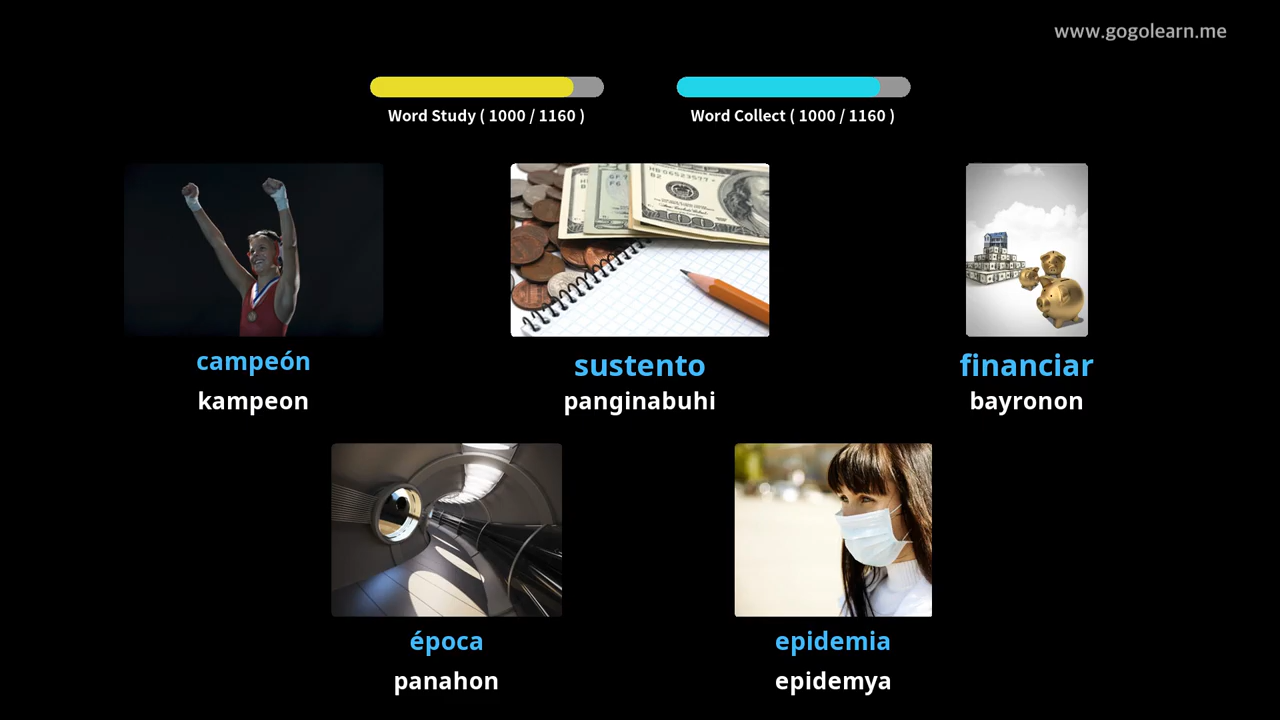 www.gogolearn.me
Word Study ( 1000 / 1160 )
Word Collect ( 1000 / 1160 )
campeón
kampeon
sustento
panginabuhi
financiar
bayronon
época
panahon
epidemia
epidemya